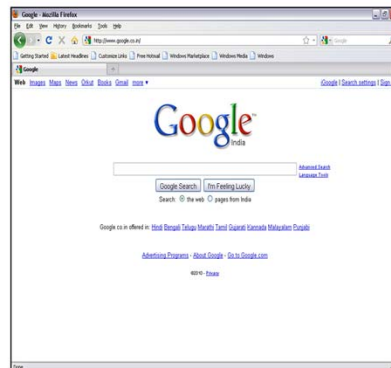 Google - Mozilla Firefox
File Edit View History Bookmarks Tools Help
http://www.google.co.in/
Google
Getting Started Latest Headlines Customize Links Free Hotmail Windows Marketplace Windows Media Windows
Google
Web Images Maps News Orkut Books Gmail more ▼ iGoogle | Search settings | Sign
Google
India
Advanced Search
Language Tools
Google Search I'm Feeling Lucky
Search: the web pages from India
Google.co.in offered in: Hindi Bengali Telugu Marathi Tamil Gujarati Kannada Malayalam Punjabi
Advertising Programs - About Google - Go to Google.com
©2010 - Privacy
Done